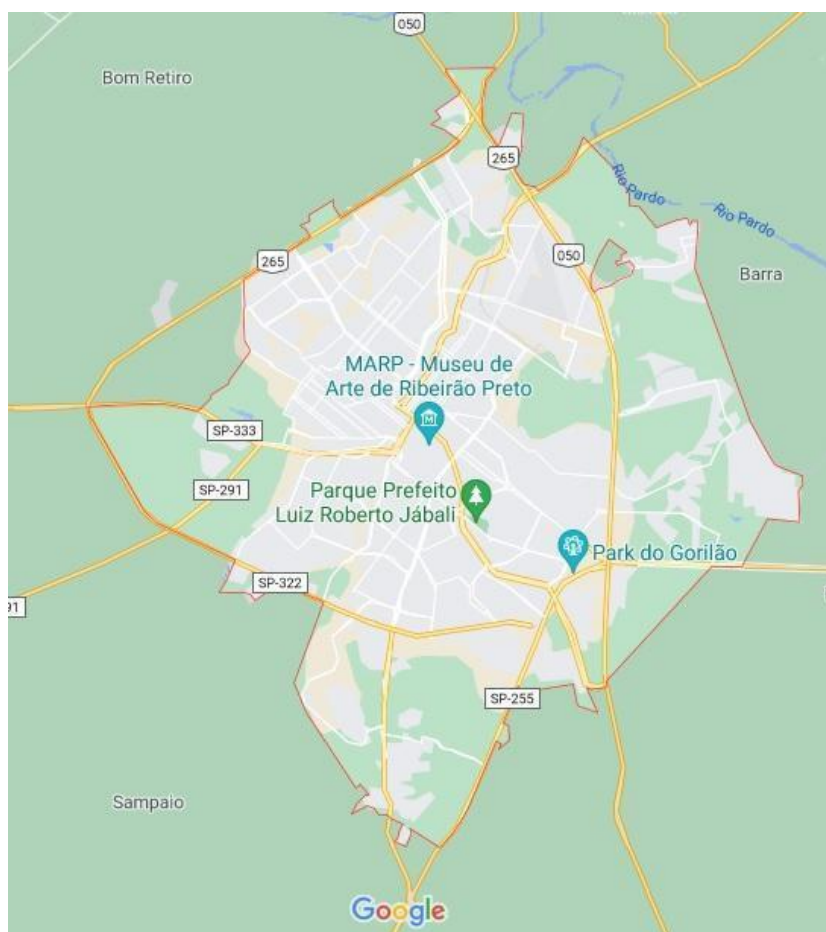 050
Bom Retiro
265
Rio Pardo
Rio Pardo
050
265
Barra
MARP - Museu de
Arte de Ribeirão Preto
SP-333
Parque Prefeito
Luiz Roberto Jábali
SP-291
Park do Gorilão
SP-322
91
SP-255
Sampaio
Google